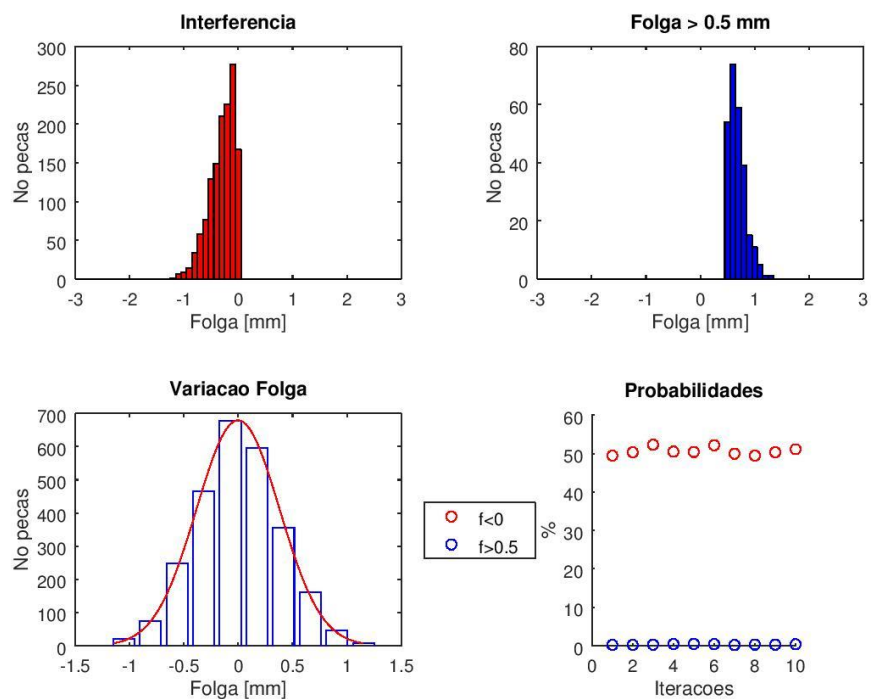 Interferencia
300
250
200
150
100
50
0
No pecas
-3 -2 -1 0 1 2 3
Folga [mm]
Folga > 0.5 mm
80
60
40
20
0
No pecas
-3 -2 -1 0 1 2 3
Folga [mm]
Variacao Folga
700
600
500
400
300
200
100
0
No pecas
-1.5 -1 -0.5 0 0.5 1 1.5
Folga [mm]
f<0
f>0.5
Probabilidades
60
50
40
30
20
10
0
%
0 2 4 6 8 10
Iteracoes